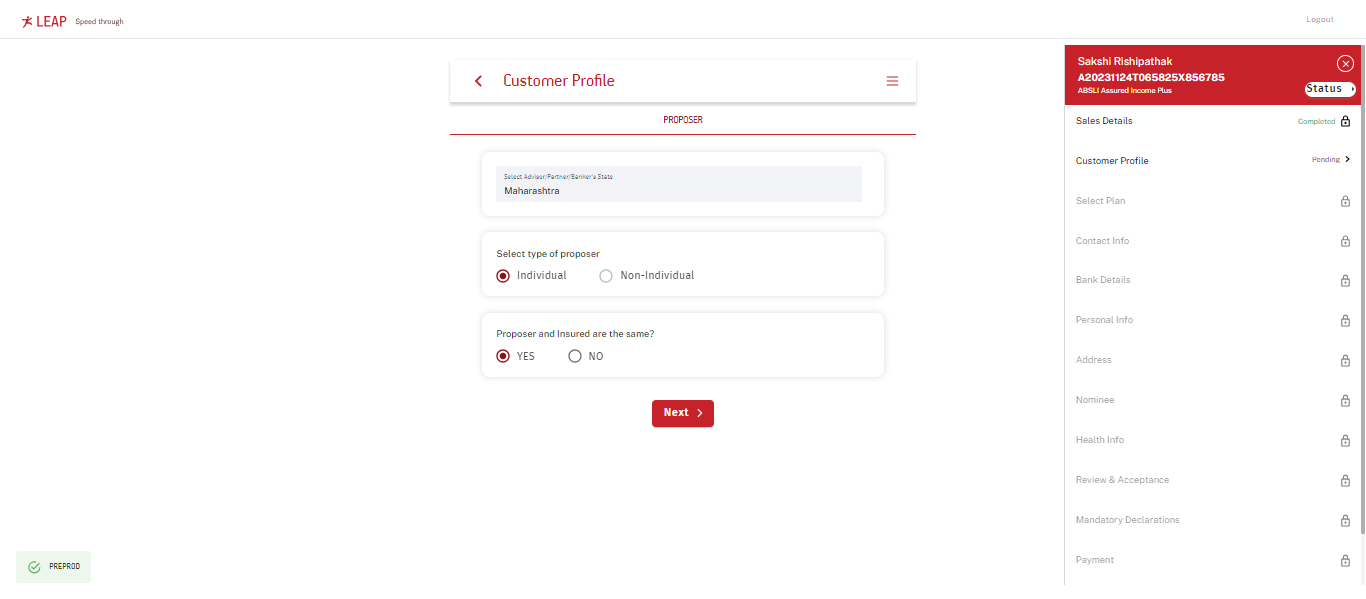 LEAP Speed through
Logout
Customer Profile
PROPOSER
Select Advisor/Partner/Banker's State
Maharashtra
Select type of proposer
Individual
Non-Individual
Proposer and Insured are the same?
YES
NO
Next
PREPROD
Sakshi Rishipathak
A20231124T065825X856785
ABSLI Assured Income Plus
Status
Sales Details
Completed
Customer Profile
Pending
Select Plan
Contact Info
Bank Details
Personal Info
Address
Nominee
Health Info
Review & Acceptance
Mandatory Declarations
Payment